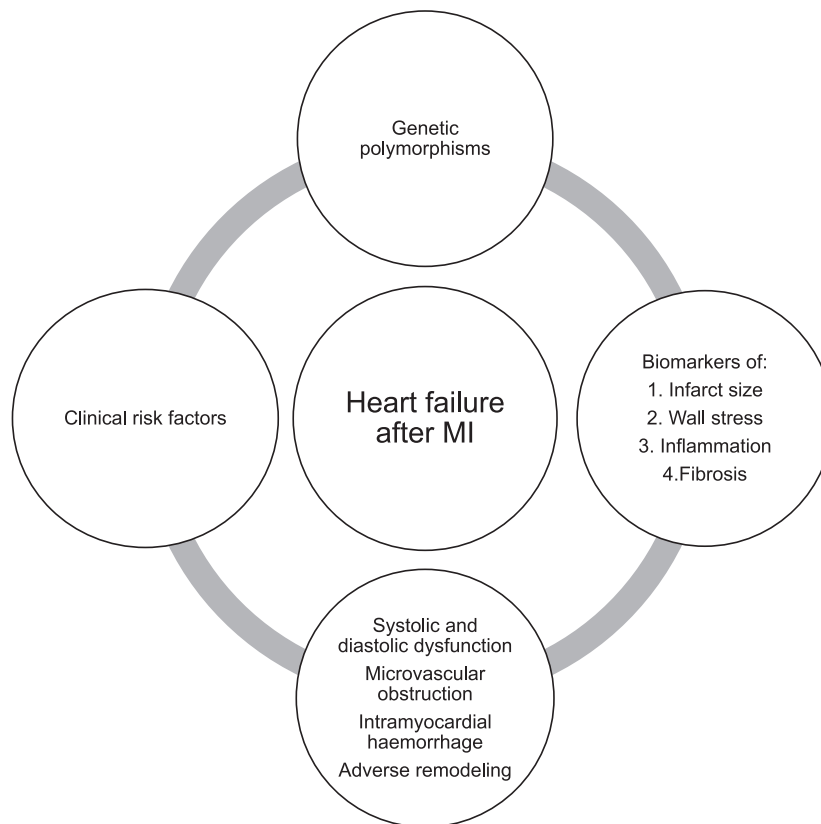 Genetic
polymorphisms
Clinical risk factors
Heart failure
after MI
Biomarkers of:
1. Infarct size
2. Wall stress
3. Inflammation
4.Fibrosis
Systolic and
diastolic dysfunction
Microvascular
obstruction
Intramyocardial
haemorrhage
Adverse remodeling